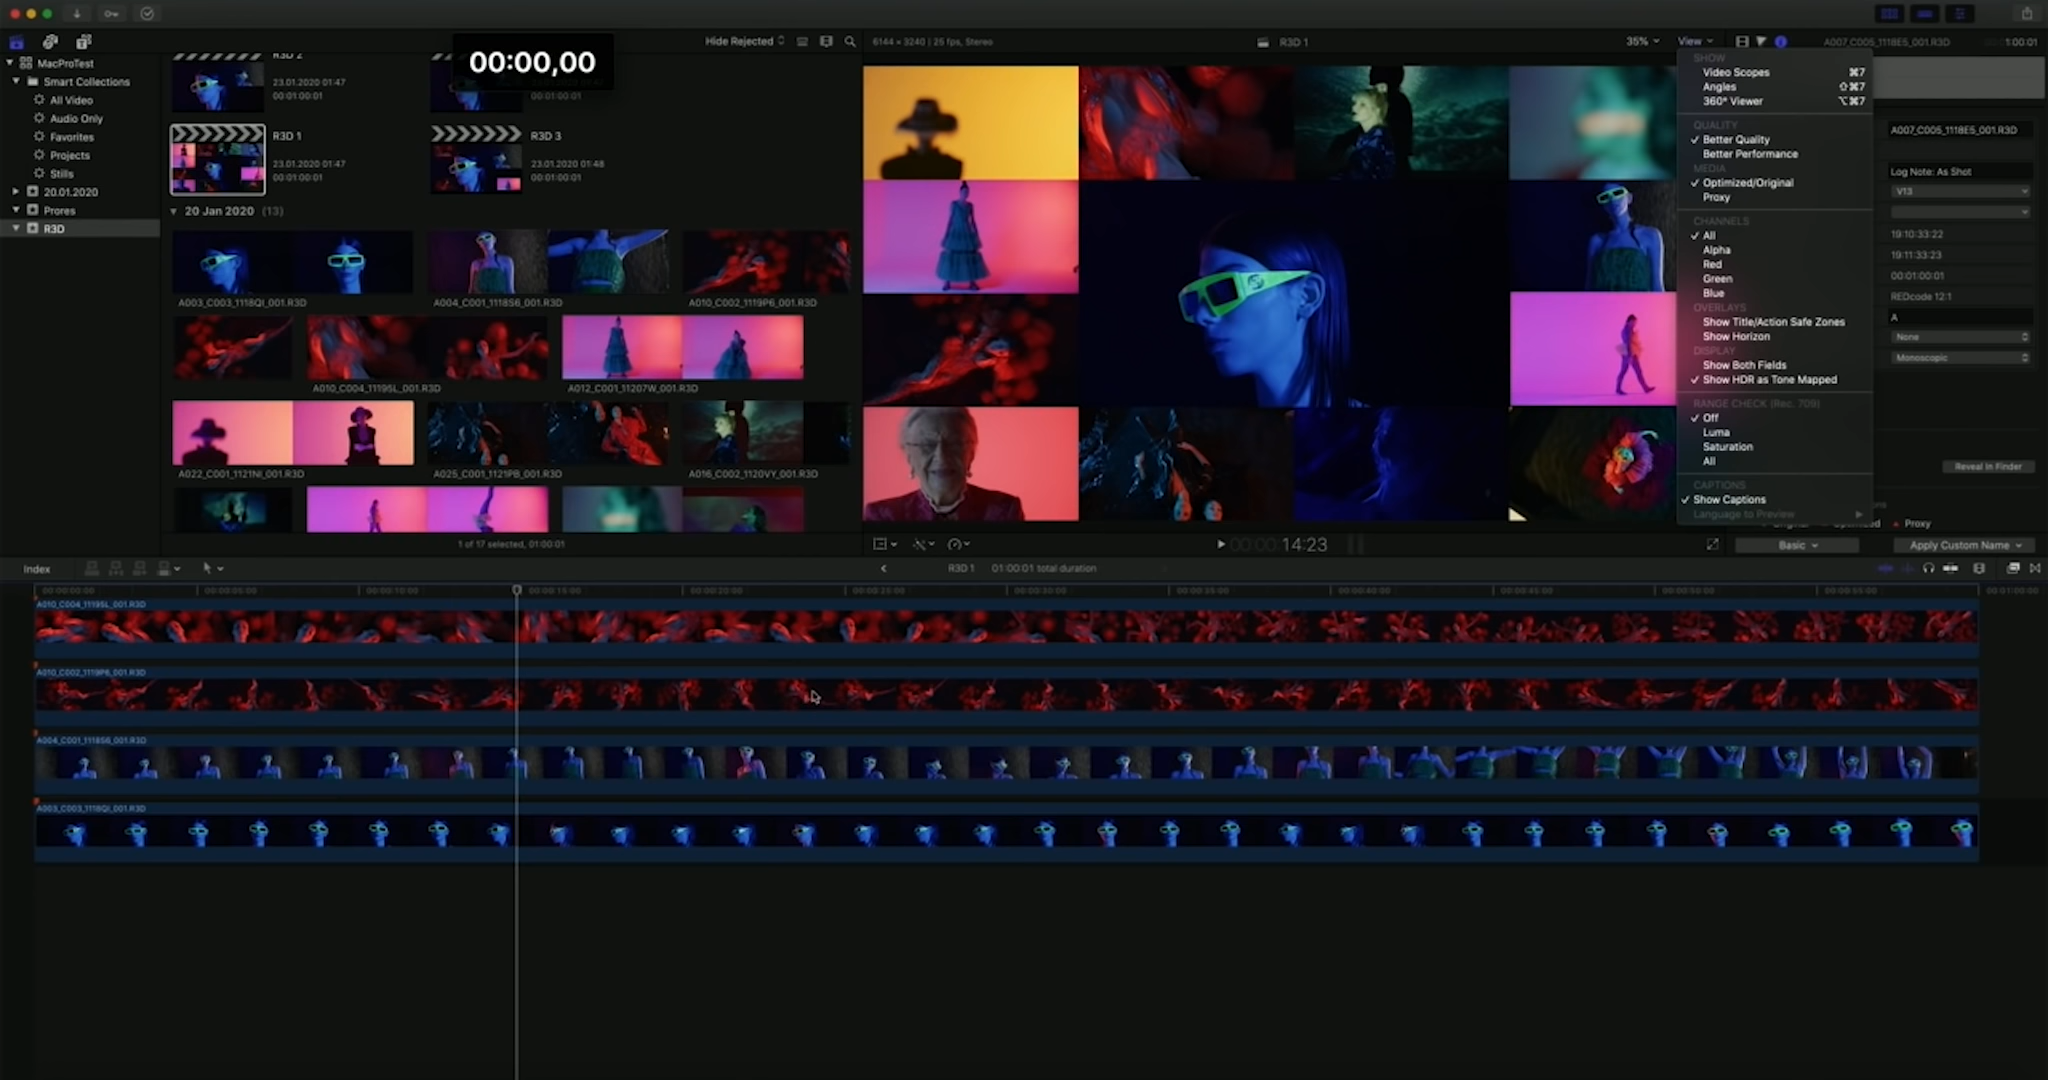 Hide Rejected
6144 × 3240 | 25 fps, Stereo
R3D 1
35%
View
A007_C005_1118E5_001.R3D
1:00:01
00:00,00
MacProTest
Smart Collections
All Video
Audio Only
Favorites
Projects
Stills
20.01.2020
Prores
R3D
R3D 2
23.01.2020 01:47
00:01:00:01
00:01:00:01
R3D 1
23.01.2020 01:47
00:01:00:01
R3D 3
23.01.2020 01:48
00:01:00:01
20 Jan 2020 (13)
A003_C003_1118QI_001.R3D
A004_C001_1118S6_001.R3D
A010_C002_1119P6_001.R3D
A010_C004_11195L_001.R3D
A012_C001_11207W_001.R3D
A022_C001_1121NI_001.R3D
A025_C001_1121PB_001.R3D
A016_C002_1120VY_001.R3D
1 of 17 selected, 01:00:01
SHOW
Video Scopes ⌘7
Angles ⇧⌘7
360° Viewer ⌥⌘7
QUALITY
✓ Better Quality
Better Performance
MEDIA
✓ Optimized/Original
Proxy
CHANNELS
✓ All
Alpha
Red
Green
Blue
OVERLAYS
Show Title/Action Safe Zones
Show Horizon
DISPLAY
Show Both Fields
✓ Show HDR as Tone Mapped
RANGE CHECK (Rec. 709)
✓ Off
Luma
Saturation
All
CAPTIONS
✓ Show Captions
Language to Preview
A007_C005_1118E5_001.R3D
Log Note: As Shot
V13
19:10:33:22
19:11:33:23
00:01:00:01
REDcode 12:1
A
None
Monoscopic
Reveal in Finder
Proxy
00:00:14:23
Basic
Apply Custom Name
Index
R3D 1
01:00:01 total duration
00:00:00:00
00:00:05:00
00:00:10:00
00:00:15:00
00:00:20:00
00:00:25:00
00:00:30:00
00:00:35:00
00:00:40:00
00:00:45:00
00:00:50:00
00:00:55:00
00:01:00:00
A010_C004_11195L_001.R3D
A010_C002_1119P6_001.R3D
A004_C001_1118S6_001.R3D
A003_C003_1118QI_001.R3D